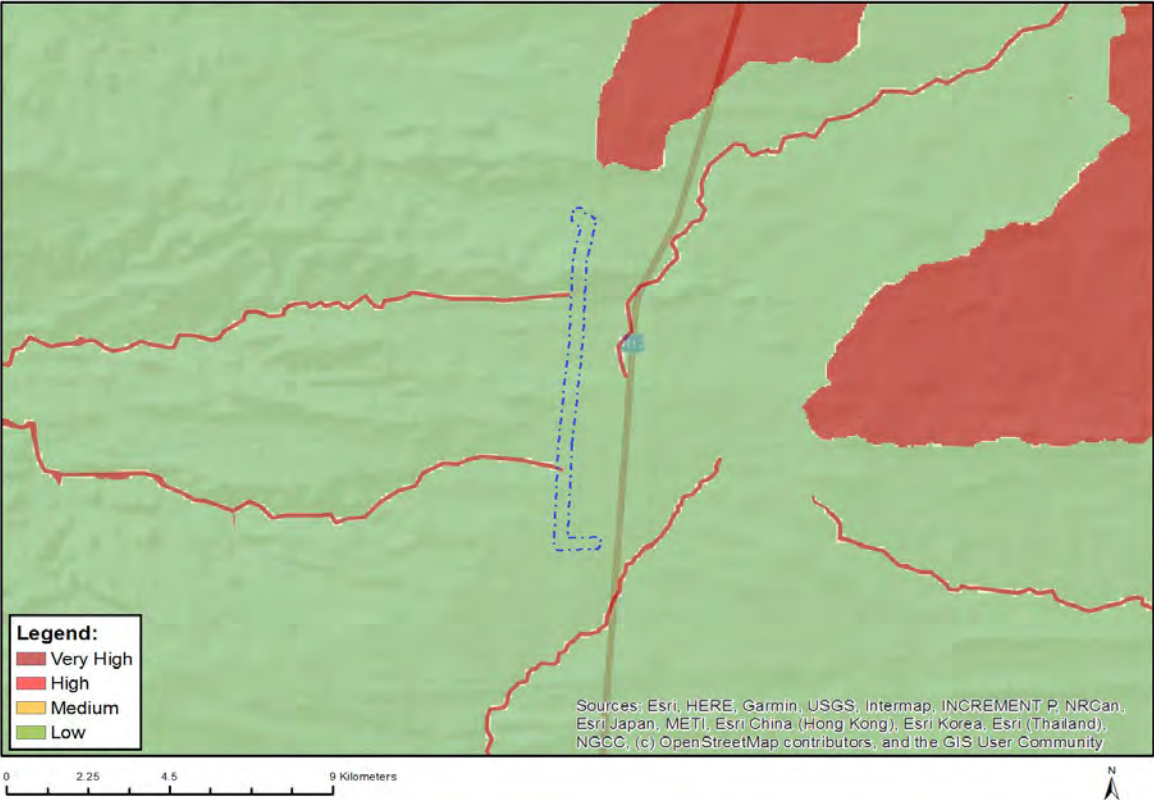 Legend:
Very High
High
Medium
Low
Sources: Esri, HERE, Garmin, USGS, Intermap, INCREMENT P, NRCan,
Esri Japan, METI, Esri China (Hong Kong), Esri Korea, Esri (Thailand),
NGCC, (c) OpenStreetMap contributors, and the GIS User Community
0 2.25 4.5 9 Kilometers
N